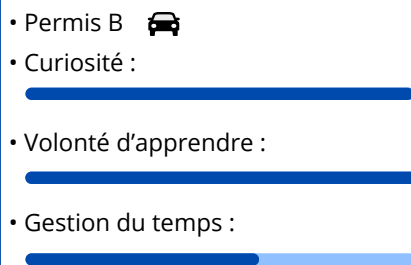 • Permis B
• Curiosité :
• Volonté d'apprendre :
• Gestion du temps :